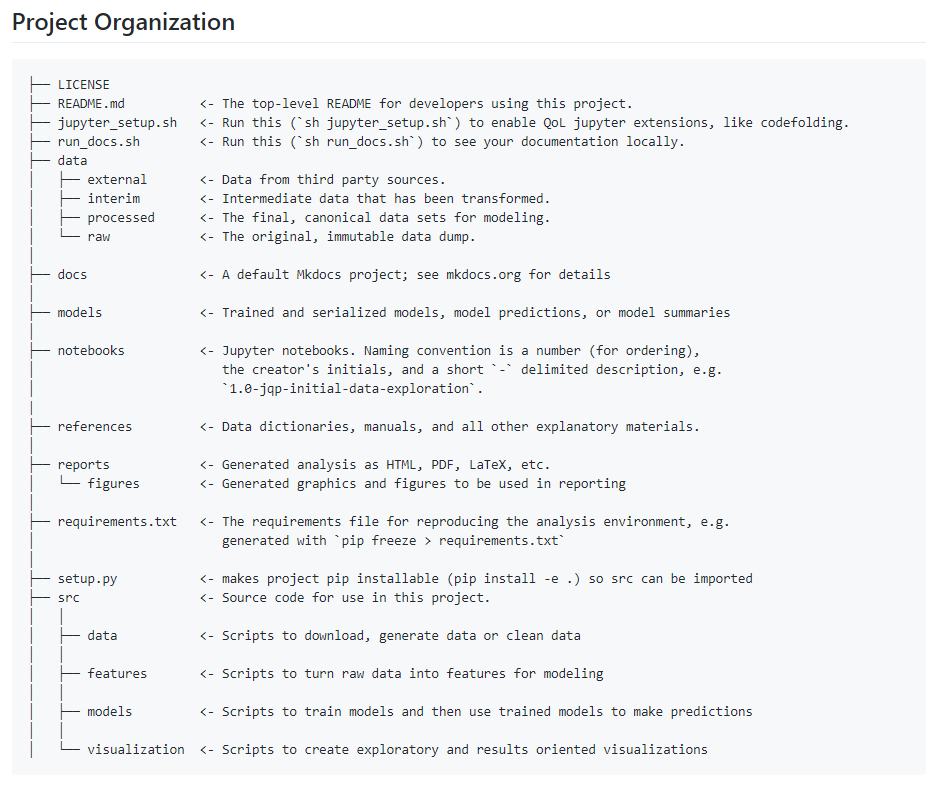 Project Organization
├── LICENSE
├── README.md          <- The top-level README for developers using this project.
├── jupyter_setup.sh   <- Run this (`sh jupyter_setup.sh`) to enable QoL jupyter extensions, like codefolding.
├── run_docs.sh        <- Run this (`sh run_docs.sh`) to see your documentation locally.
├── data
│   ├── external       <- Data from third party sources.
│   ├── interim        <- Intermediate data that has been transformed.
│   ├── processed      <- The final, canonical data sets for modeling.
│   └── raw            <- The original, immutable data dump.
│
├── docs               <- A default Mkdocs project; see mkdocs.org for details
│
├── models             <- Trained and serialized models, model predictions, or model summaries
│
├── notebooks          <- Jupyter notebooks. Naming convention is a number (for ordering),
│                         the creator's initials, and a short `-` delimited description, e.g.
│                         `1.0-jqp-initial-data-exploration`.
│
├── references         <- Data dictionaries, manuals, and all other explanatory materials.
│
├── reports            <- Generated analysis as HTML, PDF, LaTeX, etc.
│   └── figures        <- Generated graphics and figures to be used in reporting
│
├── requirements.txt   <- The requirements file for reproducing the analysis environment, e.g.
│                         generated with `pip freeze > requirements.txt`
│
├── setup.py           <- makes project pip installable (pip install -e .) so src can be imported
├── src                <- Source code for use in this project.
│   │
│   ├── data           <- Scripts to download, generate data or clean data
│   │
│   ├── features       <- Scripts to turn raw data into features for modeling
│   │
│   ├── models         <- Scripts to train models and then use trained models to make predictions
│   │
│   └── visualization  <- Scripts to create exploratory and results oriented visualizations